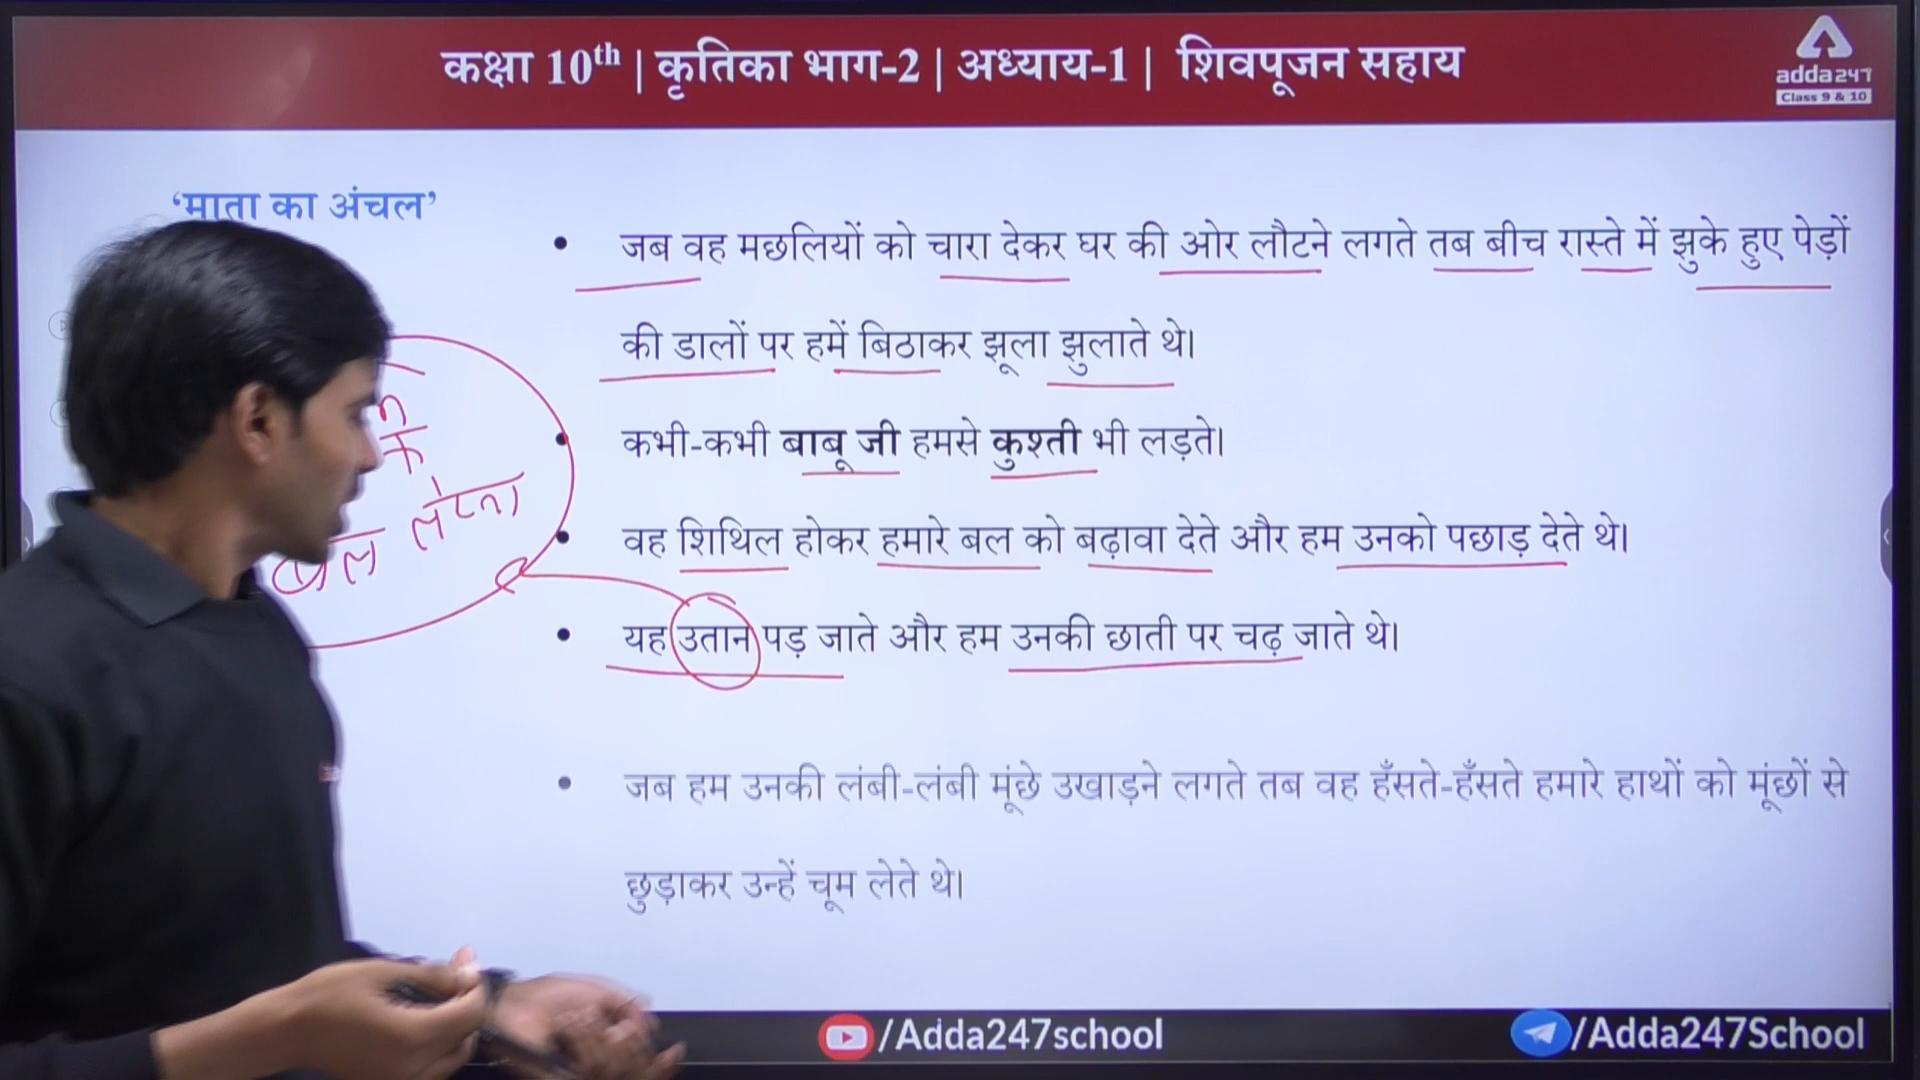 कक्षा 10th | कृतिका भाग-2 | अध्याय-1 | शिवपूजन सहाय
adda247
Class 9 & 10
‘माता का अंचल’
• जब वह मछलियों को चारा देकर घर की ओर लौटने लगते तब बीच रास्ते में झुके हुए पेड़ों
की डालों पर हमें बिठाकर झूला झुलाते थे।
• कभी-कभी बाबू जी हमसे कुश्ती भी लड़ते।
• वह शिथिल होकर हमारे बल को बढ़ावा देते और हम उनको पछाड़ देते थे।
• यह उतान पड़ जाते और हम उनकी छाती पर चढ़ जाते थे।
• जब हम उनकी लंबी-लंबी मूंछे उखाड़ने लगते तब वह हँसते-हँसते हमारे हाथों को मूंछों से
छुड़ाकर उन्हें चूम लेते थे।
के
बल लेटना
/Adda247school
/Adda247School